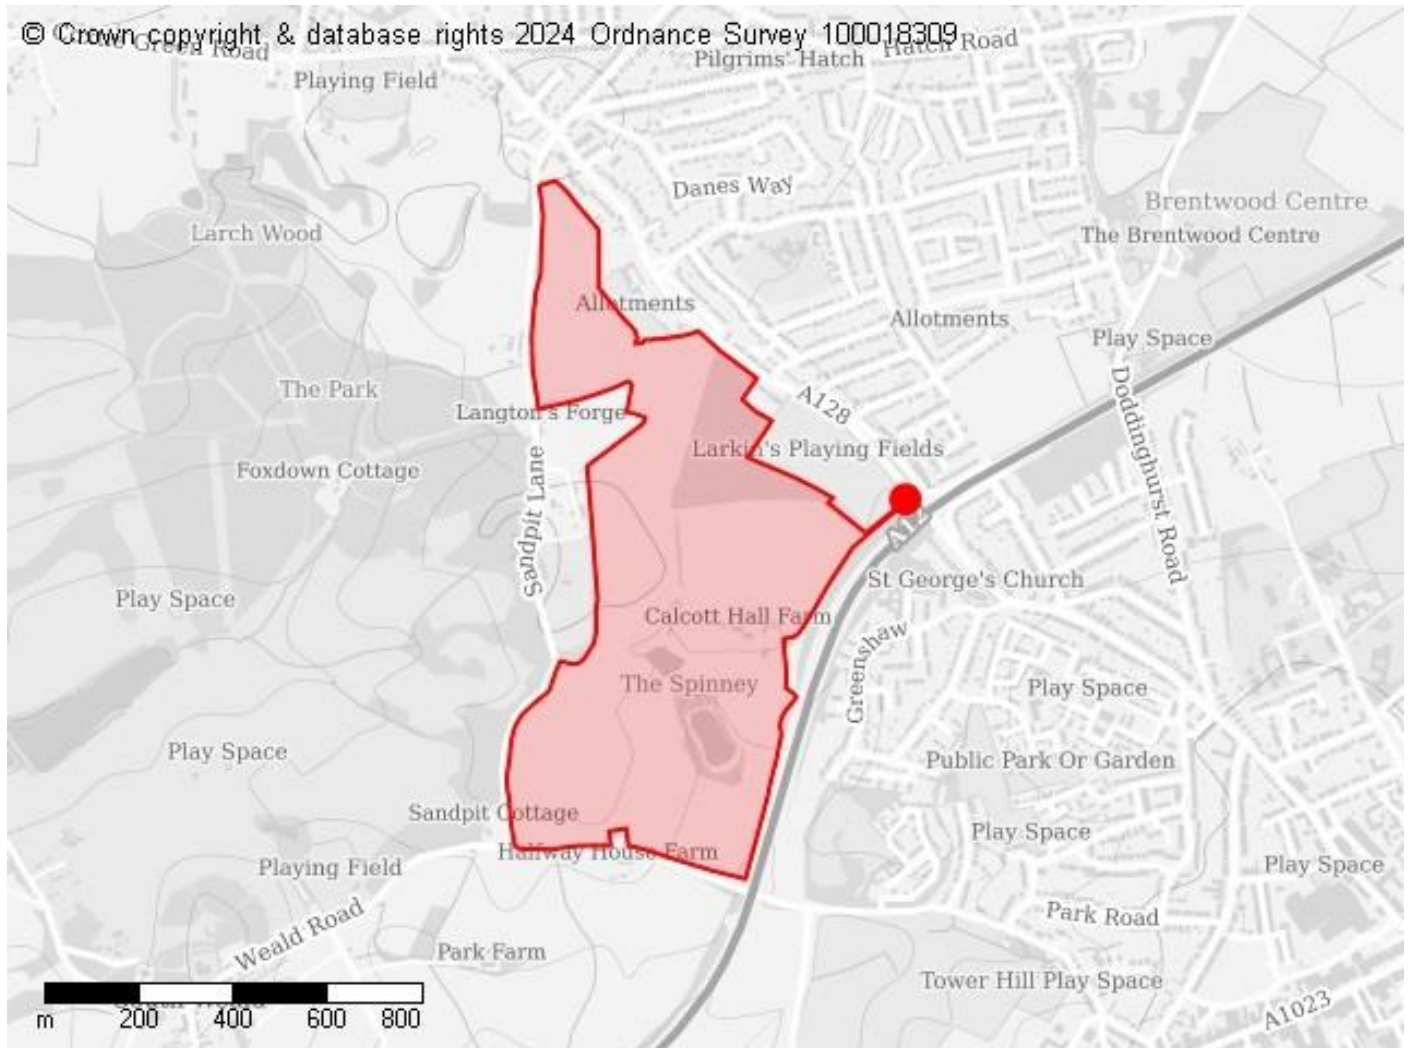 © Crown copyright & database rights 2024 Ordnance Survey 100018309
Green Road
Hatch Road
Pilgrims' Hatch
Playing Field
Danes Way
Brentwood Centre
Larch Wood
The Brentwood Centre
Allotments
Allotments
Play Space
The Park
A128
Langton's Forge
Doddinghurst Road
Larkin's Playing Fields
Foxdown Cottage
Sandpit Lane
A12
St George's Church
Play Space
Calcott Hall Farm
Greenshaw
The Spinney
Play Space
Play Space
Public Park Or Garden
Sandpit Cottage
Play Space
Halfway House Farm
Playing Field
Play Space
Weald Road
Park Road
Park Farm
Tower Hill Play Space
A1023
m 200 400 600 800